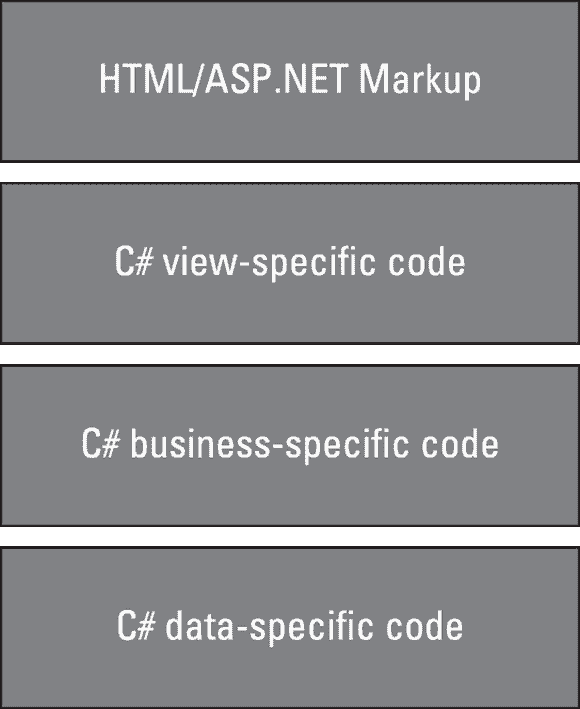 HTML/ASP.NET Markup
C# view-specific code
C# business-specific code
C# data-specific code